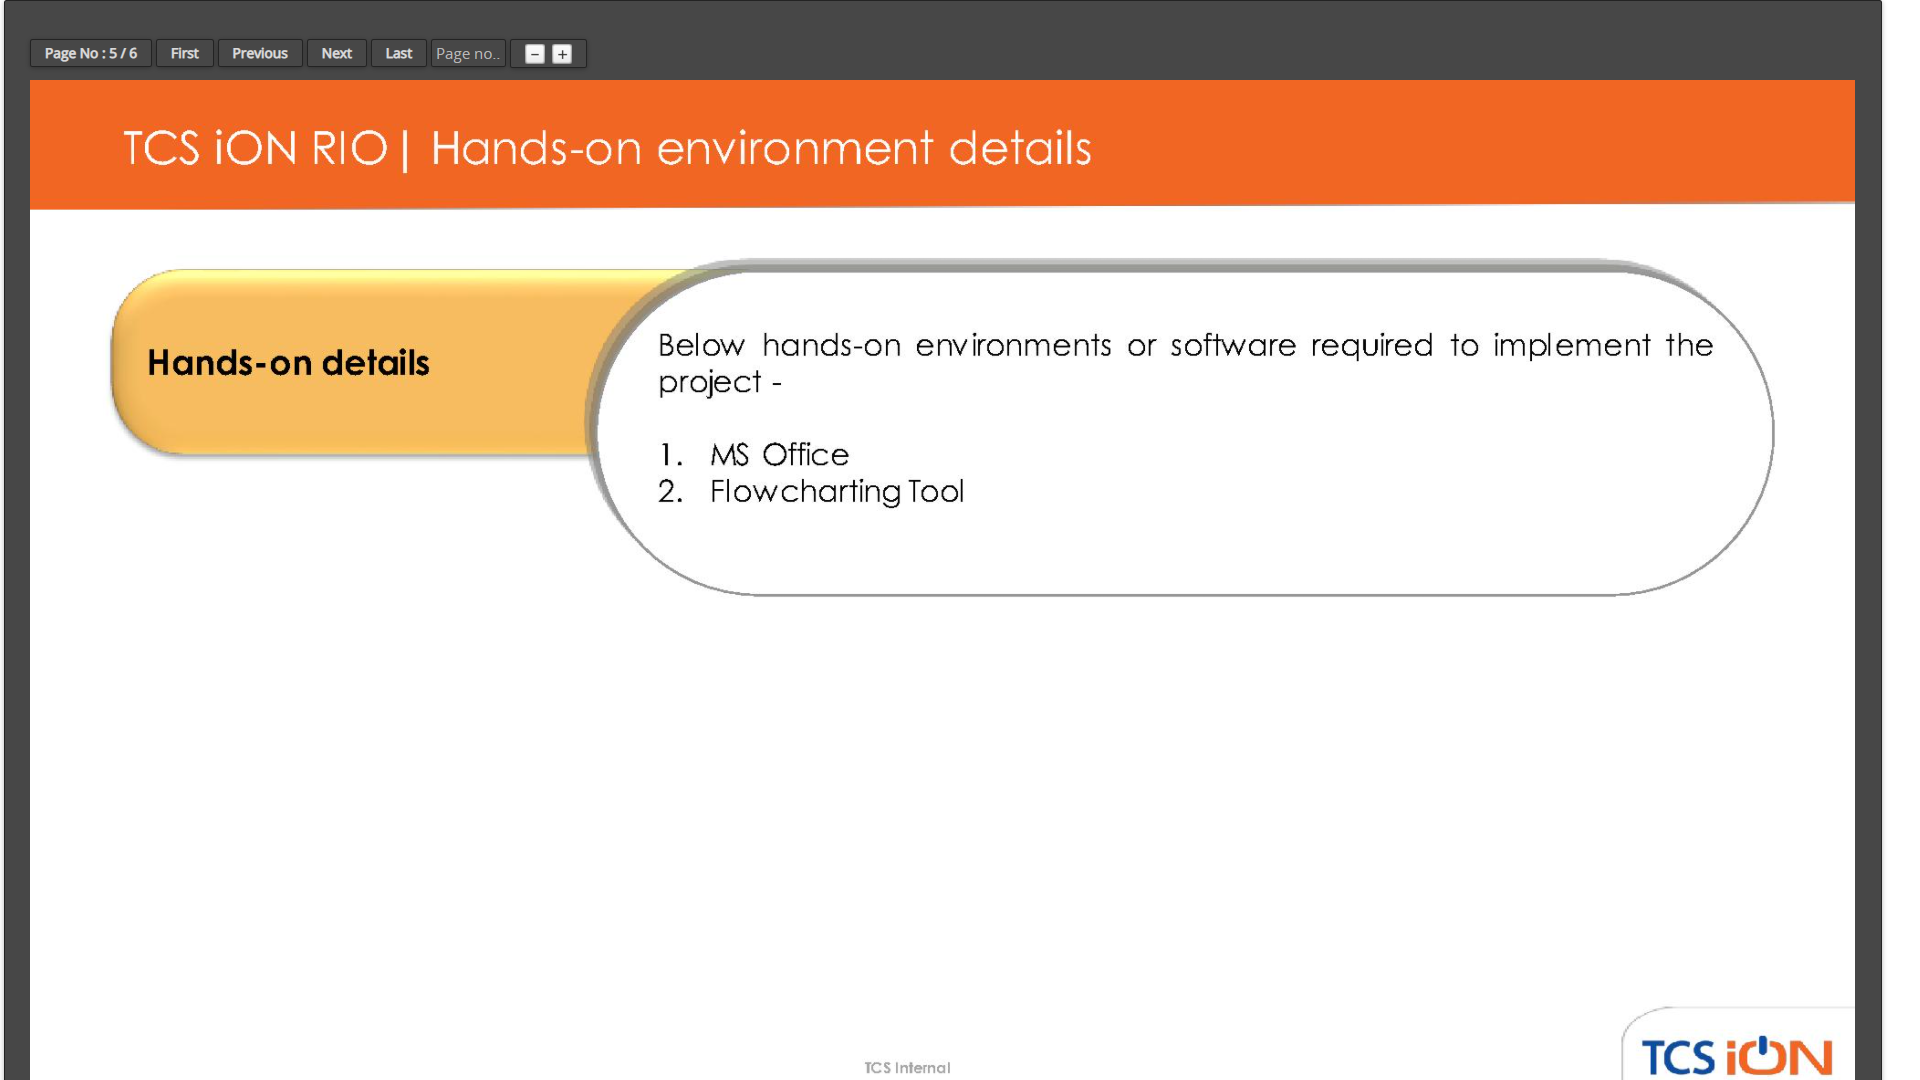 Page No : 5 / 6 First Previous Next Last Page no.. - +
TCS iON RIO| Hands-on environment details
Hands-on details
Below hands-on environments or software required to implement the
project -
1. MS Office
2. Flowcharting Tool
TCS Internal
TCS iON